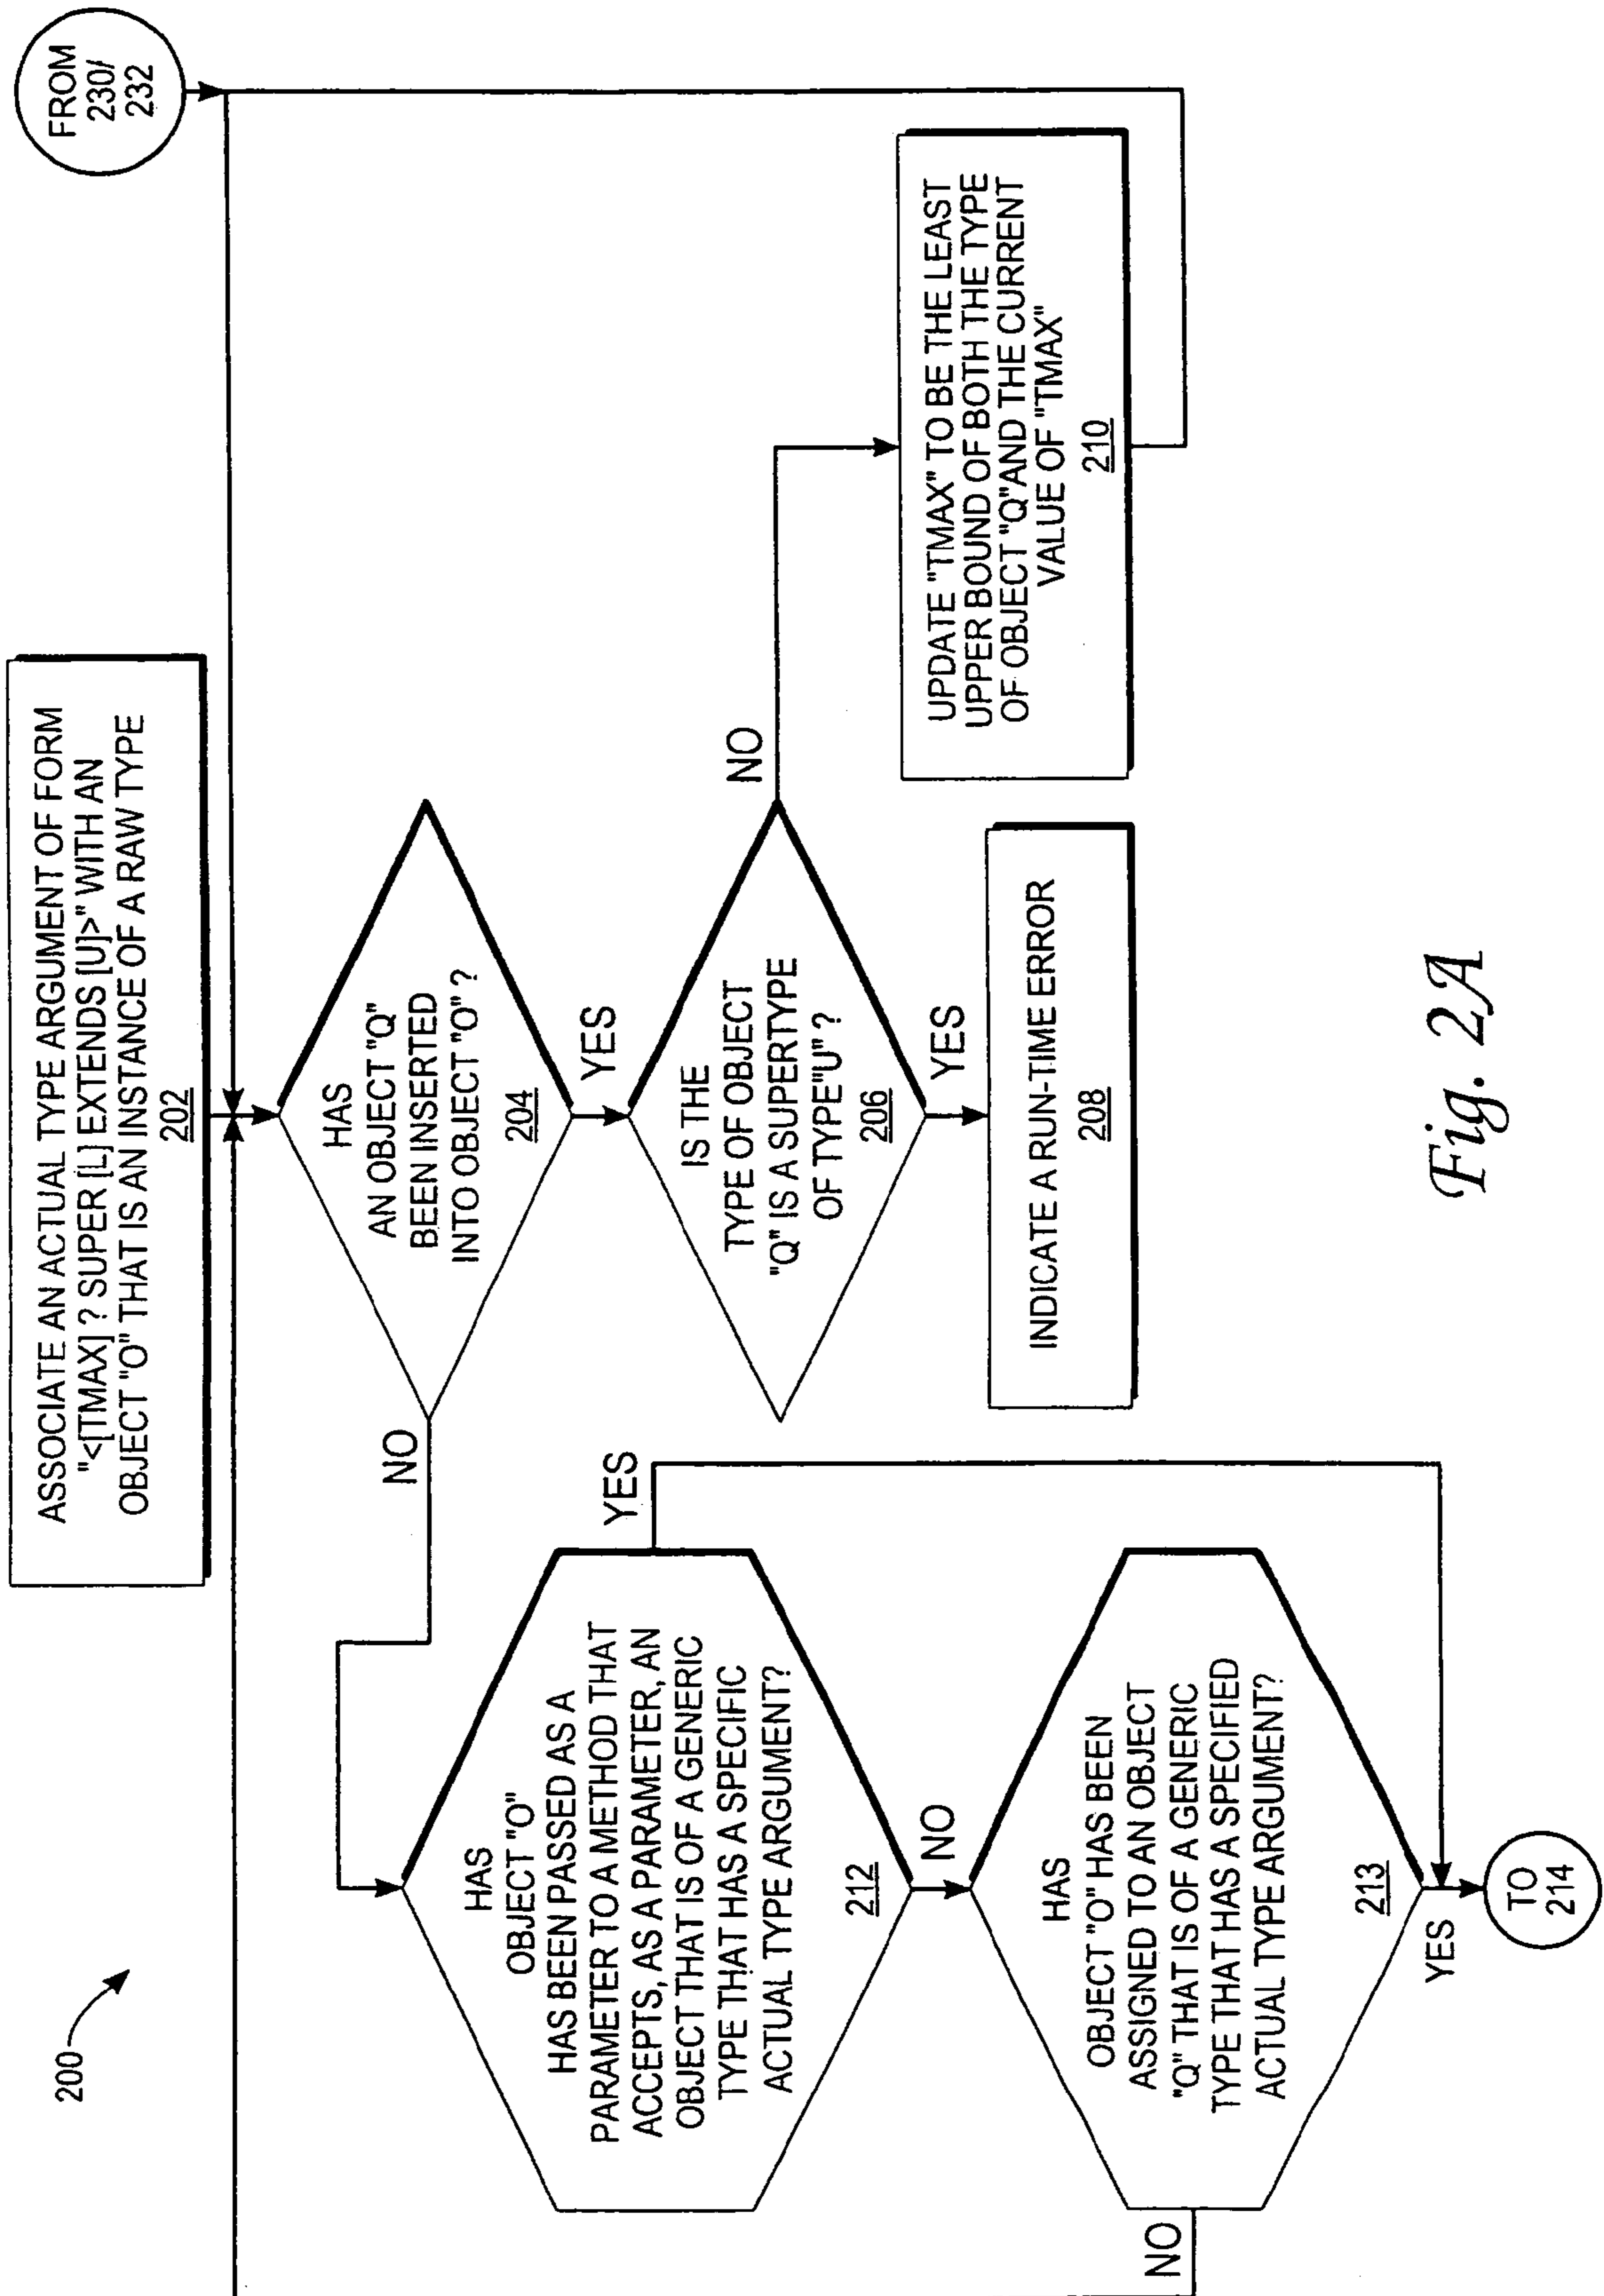 200
ASSOCIATE AN ACTUAL TYPE ARGUMENT OF FORM
"<[TMAX] ? SUPER [L] EXTENDS [U]>" WITH AN
OBJECT "O" THAT IS AN INSTANCE OF A RAW TYPE
202
FROM
230/
232
HAS
AN OBJECT "Q"
BEEN INSERTED
INTO OBJECT "O" ?
204
NO
YES
IS THE
TYPE OF OBJECT
"Q" IS A SUPERTYPE
OF TYPE"U" ?
206
NO
YES
INDICATE A RUN-TIME ERROR
208
UPDATE "TMAX" TO BE THE LEAST
UPPER BOUND OF BOTH THE TYPE
OF OBJECT "Q"AND THE CURRENT
VALUE OF "TMAX"
210
HAS
OBJECT "O"
HAS BEEN PASSED AS A
PARAMETER TO A METHOD THAT
ACCEPTS, AS A PARAMETER, AN
OBJECT THAT IS OF A GENERIC
TYPE THAT HAS A SPECIFIC
ACTUAL TYPE ARGUMENT?
212
YES
NO
HAS
OBJECT "O" HAS BEEN
ASSIGNED TO AN OBJECT
"Q" THAT IS OF A GENERIC
TYPE THAT HAS A SPECIFIED
ACTUAL TYPE ARGUMENT?
213
NO
YES
TO
214
Fig. 2A